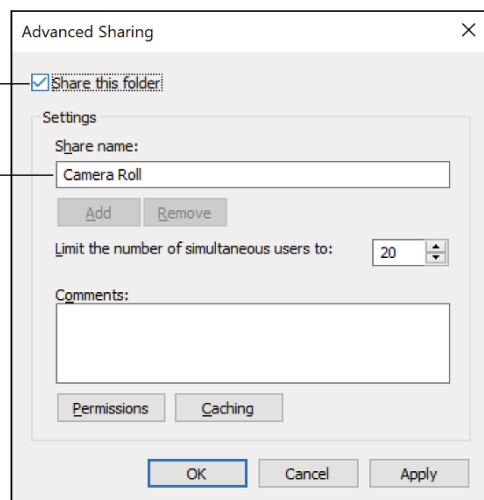 Advanced Sharing
Share this folder
Settings
Share name:
Camera Roll
Add Remove
Limit the number of simultaneous users to: 20
Comments:
Permissions Caching
OK Cancel Apply